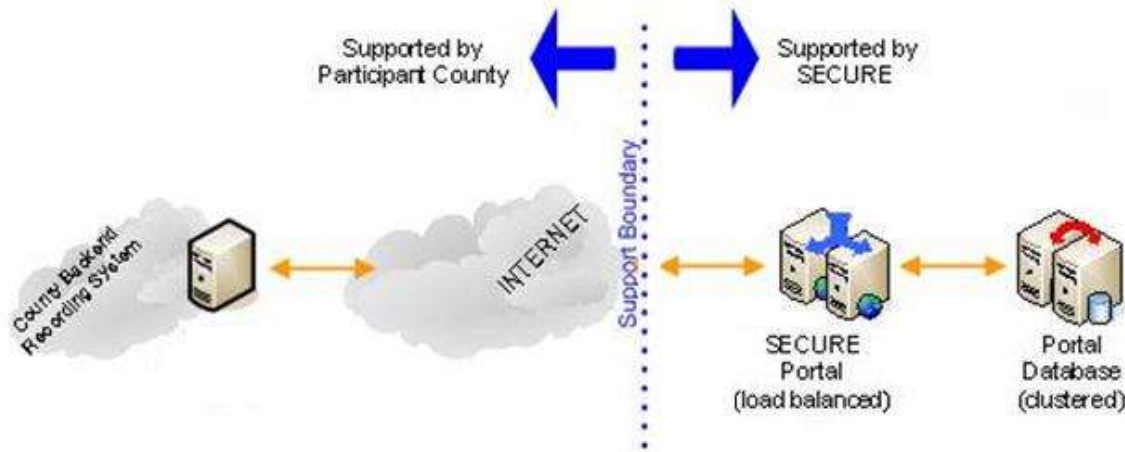 Supported by
Participant County
Supported by
SECURE
County Backend
Recording System
INTERNET
Support Boundary
SECURE
Portal
(load balanced)
Portal
Database
(clustered)